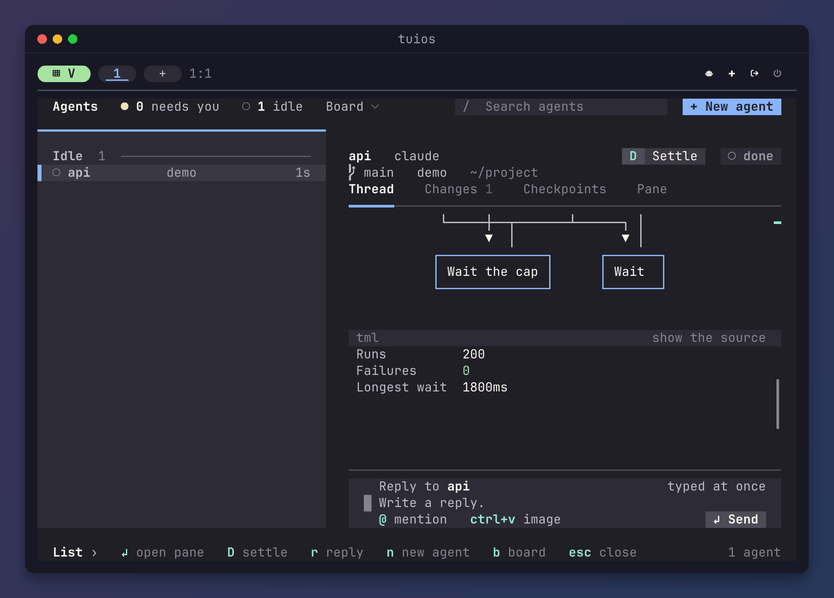 tuios
V 1 + 1:1
Agents 0 needs you 1 idle Board / Search agents + New agent
Idle 1
api demo 1s
api claude D Settle done
main demo ~/project
Thread Changes 1 Checkpoints Pane
Wait the cap Wait
tml show the source
Runs 200
Failures 0
Longest wait 1800ms
Reply to api typed at once
Write a reply.
@ mention ctrl+v image ↲ Send
List › ↲ open pane D settle r reply n new agent b board esc close 1 agent